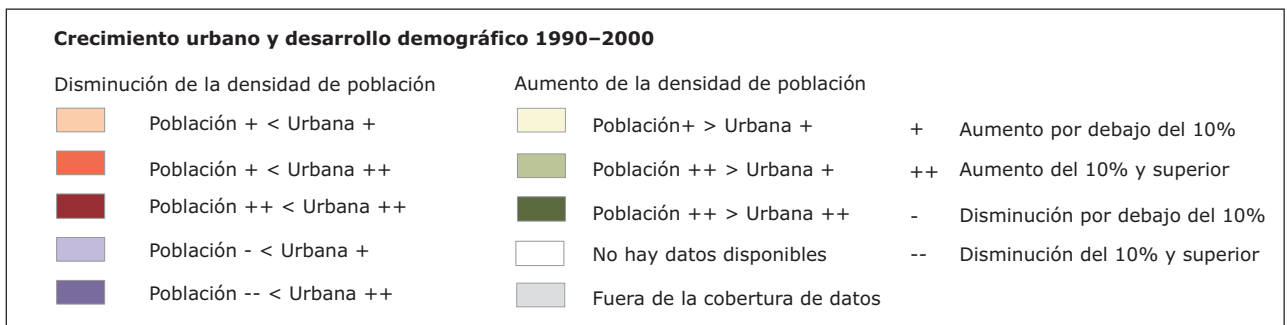 Crecimiento urbano y desarrollo demográfico 1990–2000
Disminución de la densidad de población
Población + < Urbana +
Población + < Urbana ++
Población ++ < Urbana ++
Población - < Urbana +
Población -- < Urbana ++
Aumento de la densidad de población
Población+ > Urbana +
Población ++ > Urbana +
Población ++ > Urbana ++
No hay datos disponibles
Fuera de la cobertura de datos
+ Aumento por debajo del 10%
++ Aumento del 10% y superior
- Disminución por debajo del 10%
-- Disminución del 10% y superior